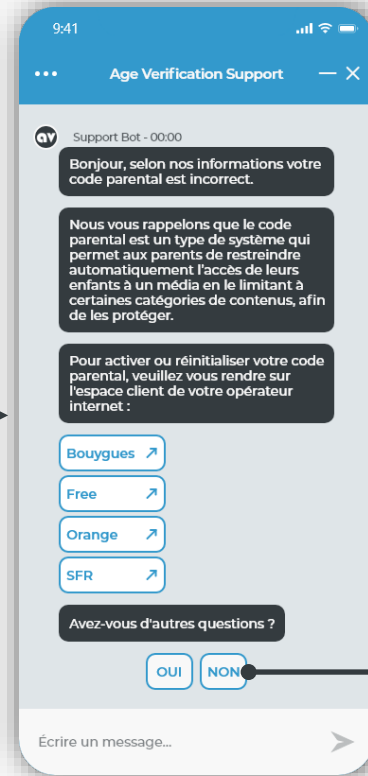 9:41
Age Verification Support
av Support Bot - 00:00
Bonjour, selon nos informations votre
code parental est incorrect.
Nous vous rappelons que le code
parental est un type de système qui
permet aux parents de restreindre
automatiquement l'accès de leurs
enfants à un média en le limitant à
certaines catégories de contenus, afin
de les protéger.
Pour activer ou réinitialiser votre code
parental, veuillez vous rendre sur
l'espace client de votre opérateur
internet :
Bouygues
Free
Orange
SFR
Avez-vous d'autres questions ?
OUI NON
Écrire un message...